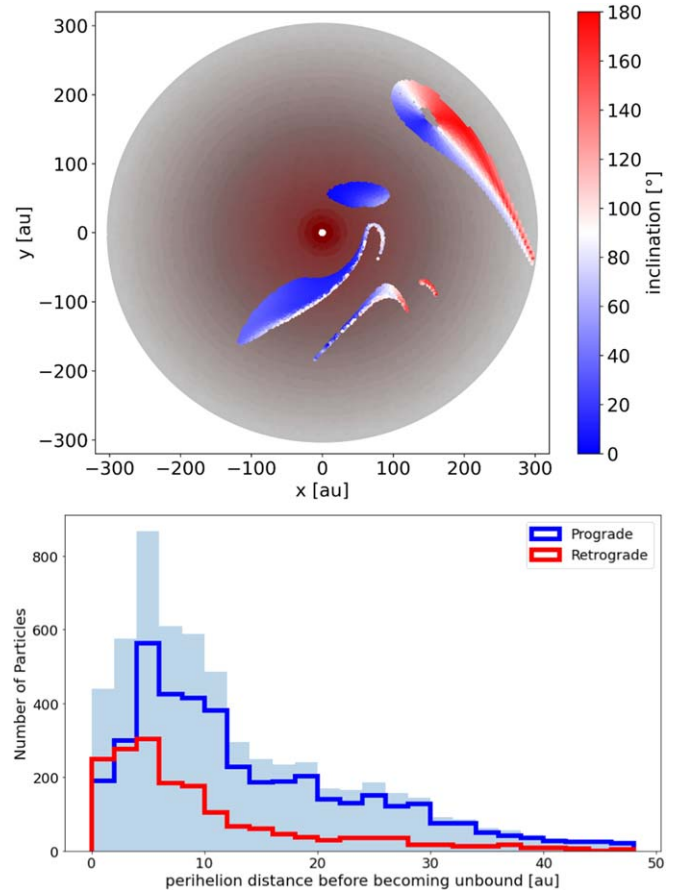 300
200
100
0
−100
−200
−300
y [au]
−300 −200 −100 0 100 200 300
x [au]
180
160
140
120
100
80
60
40
20
0
inclination [°]
Prograde
Retrograde
800
600
400
200
0
Number of Particles
0 10 20 30 40 50
perihelion distance before becoming unbound [au]